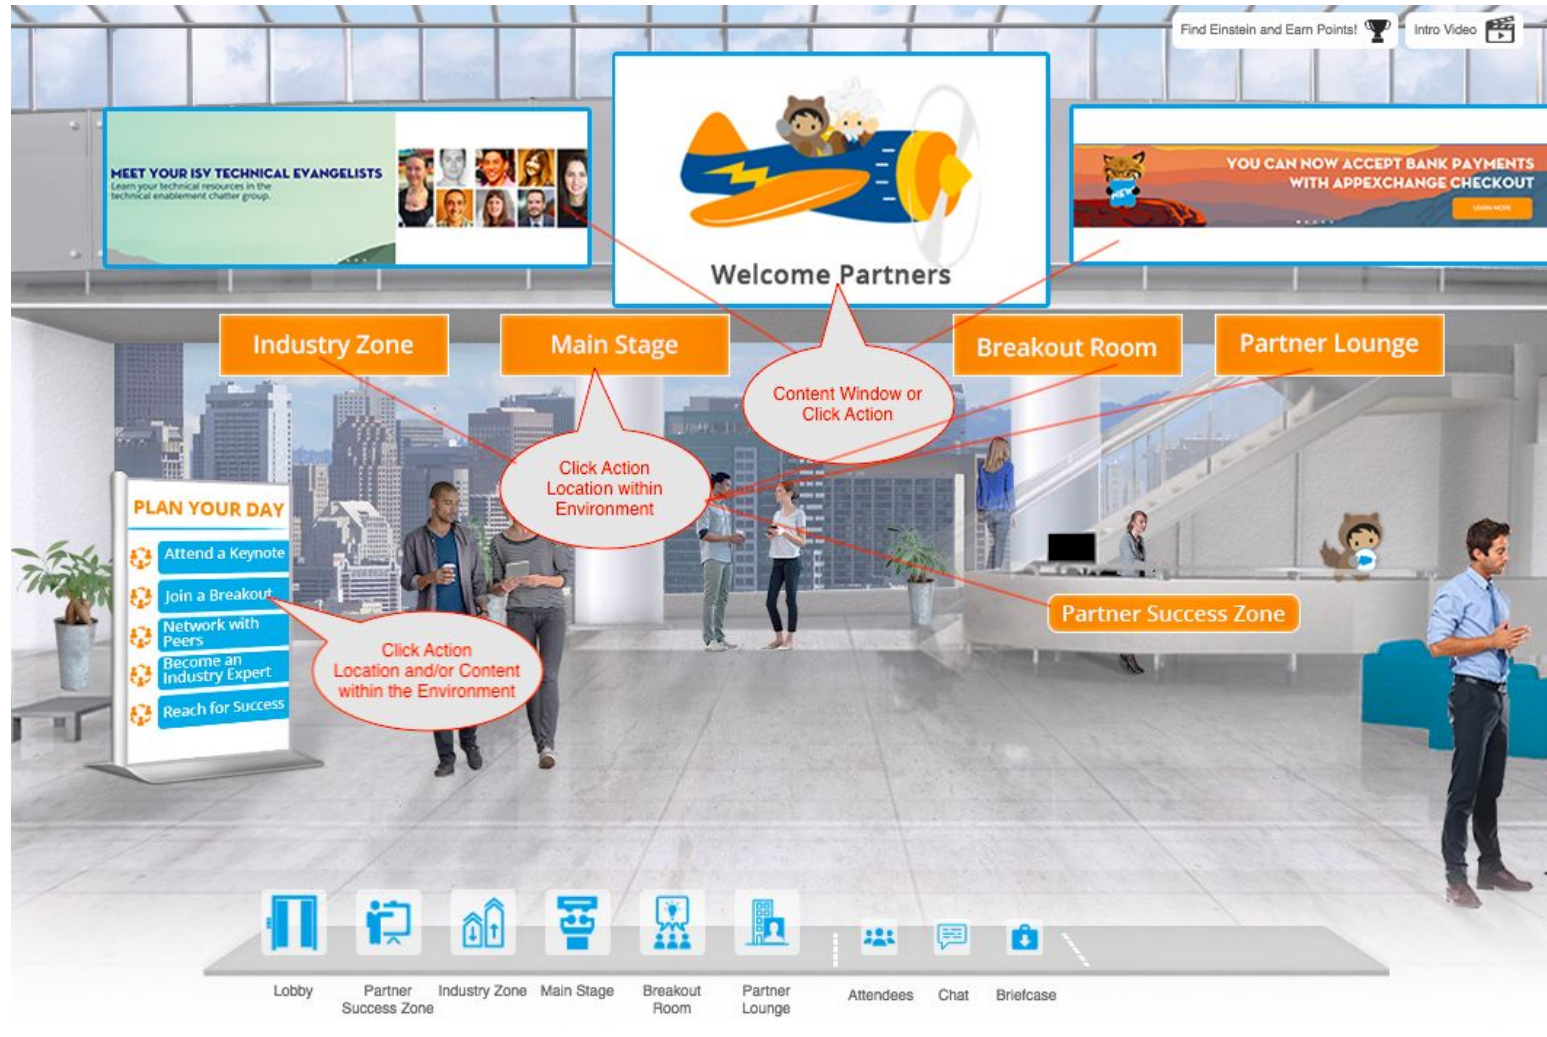 Find Einstein and Earn Points!
Intro Video
MEET YOUR ISV TECHNICAL EVANGELISTS
Learn your technical resources in the
technical enablement chatter group.
Welcome Partners
YOU CAN NOW ACCEPT BANK PAYMENTS
WITH APPEXCHANGE CHECKOUT
LEARN MORE
NEW
Industry Zone
Main Stage
Breakout Room
Partner Lounge
Content Window or
Click Action
Click Action
Location within
Environment
PLAN YOUR DAY
Attend a Keynote
Join a Breakout
Network with
Peers
Become an
Industry Expert
Reach for Success
Click Action
Location and/or Content
within the Environment
Partner Success Zone
Lobby
Partner
Success Zone
Industry Zone
Main Stage
Breakout
Room
Partner
Lounge
Attendees
Chat
Briefcase